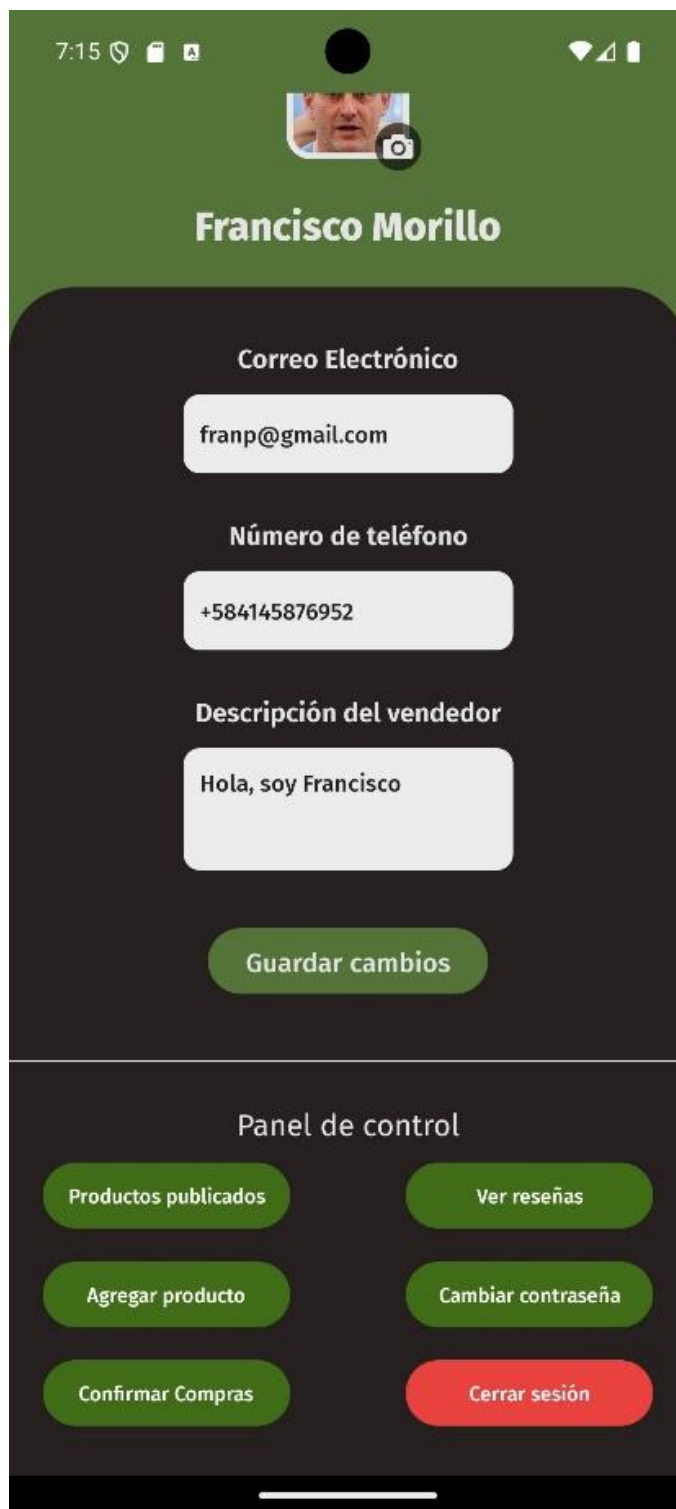 7:15
Francisco Morillo
Correo Electrónico
franp@gmail.com
Número de teléfono
+584145876952
Descripción del vendedor
Hola, soy Francisco
Guardar cambios
Panel de control
Productos publicados
Ver reseñas
Agregar producto
Cambiar contraseña
Confirmar Compras
Cerrar sesión